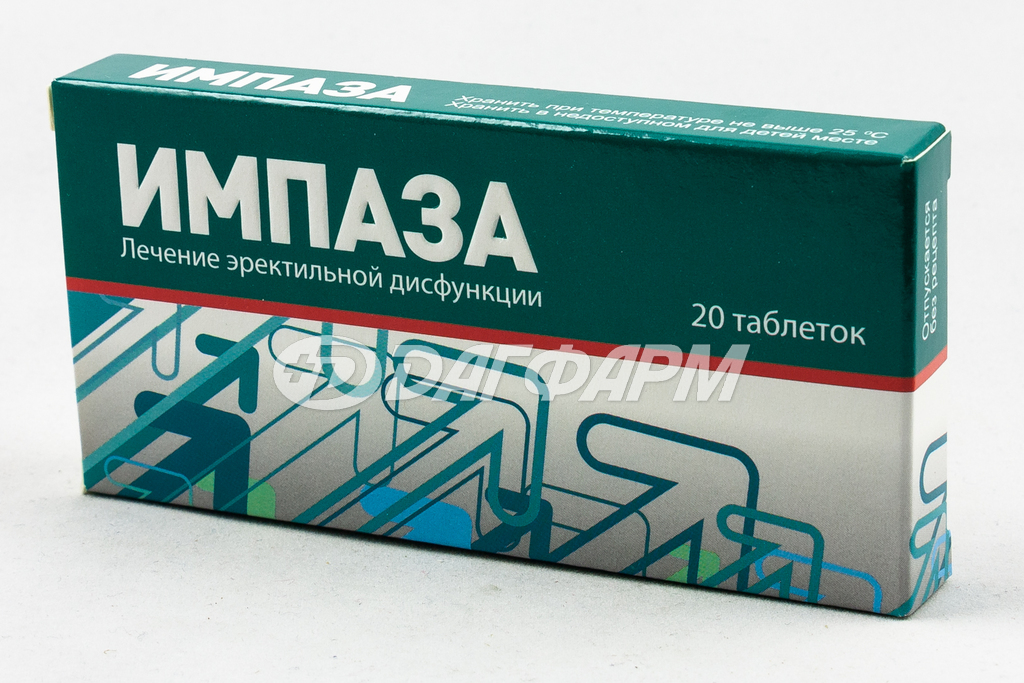 ИМПАЗА
Хранить при температуре не выше 25 °С
Хранить в недоступном для детей месте
ИМПАЗА
Лечение эректильной дисфункции
20 таблеток
Отпускается
без рецепта
ДАГФАРМ